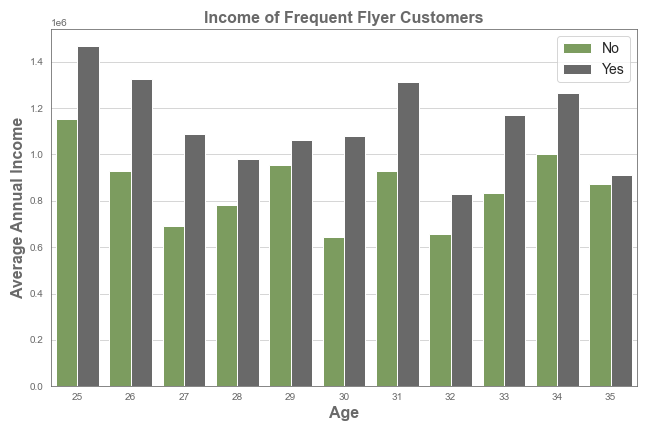 Income of Frequent Flyer Customers
1e6
No
Yes
1.4
1.2
1.0
0.8
0.6
0.4
0.2
0.0
Average Annual Income
25 26 27 28 29 30 31 32 33 34 35
Age